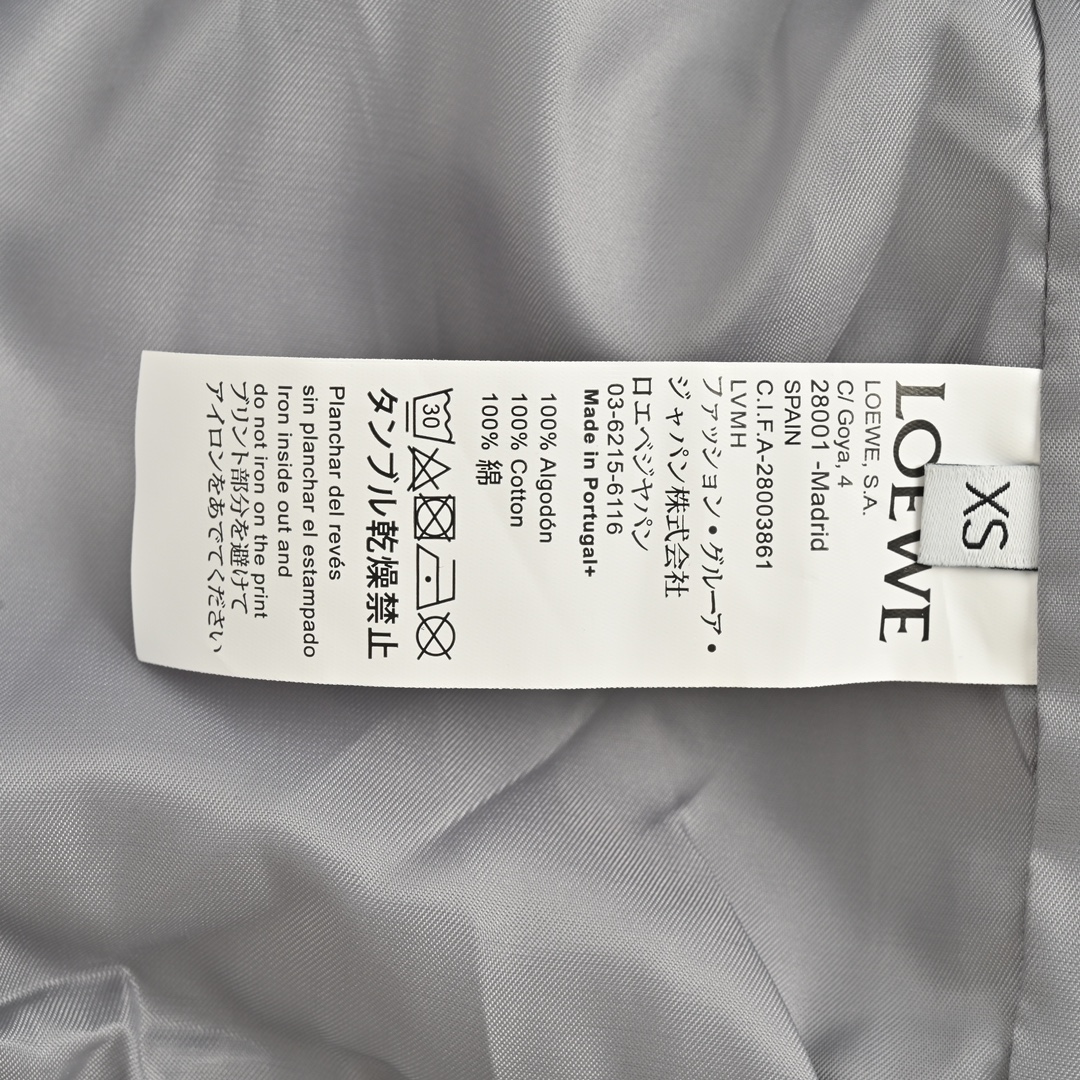 XS
LOEWE
LOEWE, S.A.
C/ Goya, 4
28001 -Madrid
SPAIN
C.I.F.A-28003861
LVMH
ファッション・グルーア・
ジャパン株式会社
ロエベジャパン
03-6215-6116
Made in Portugal+
100% Algodón
100% Cotton
100% 綿
30
タンブル乾燥禁止
Planchar del revés
sin planchar el estampado
Iron inside out and
do not iron on the print
プリント部分を避けて
アイロンをあででください